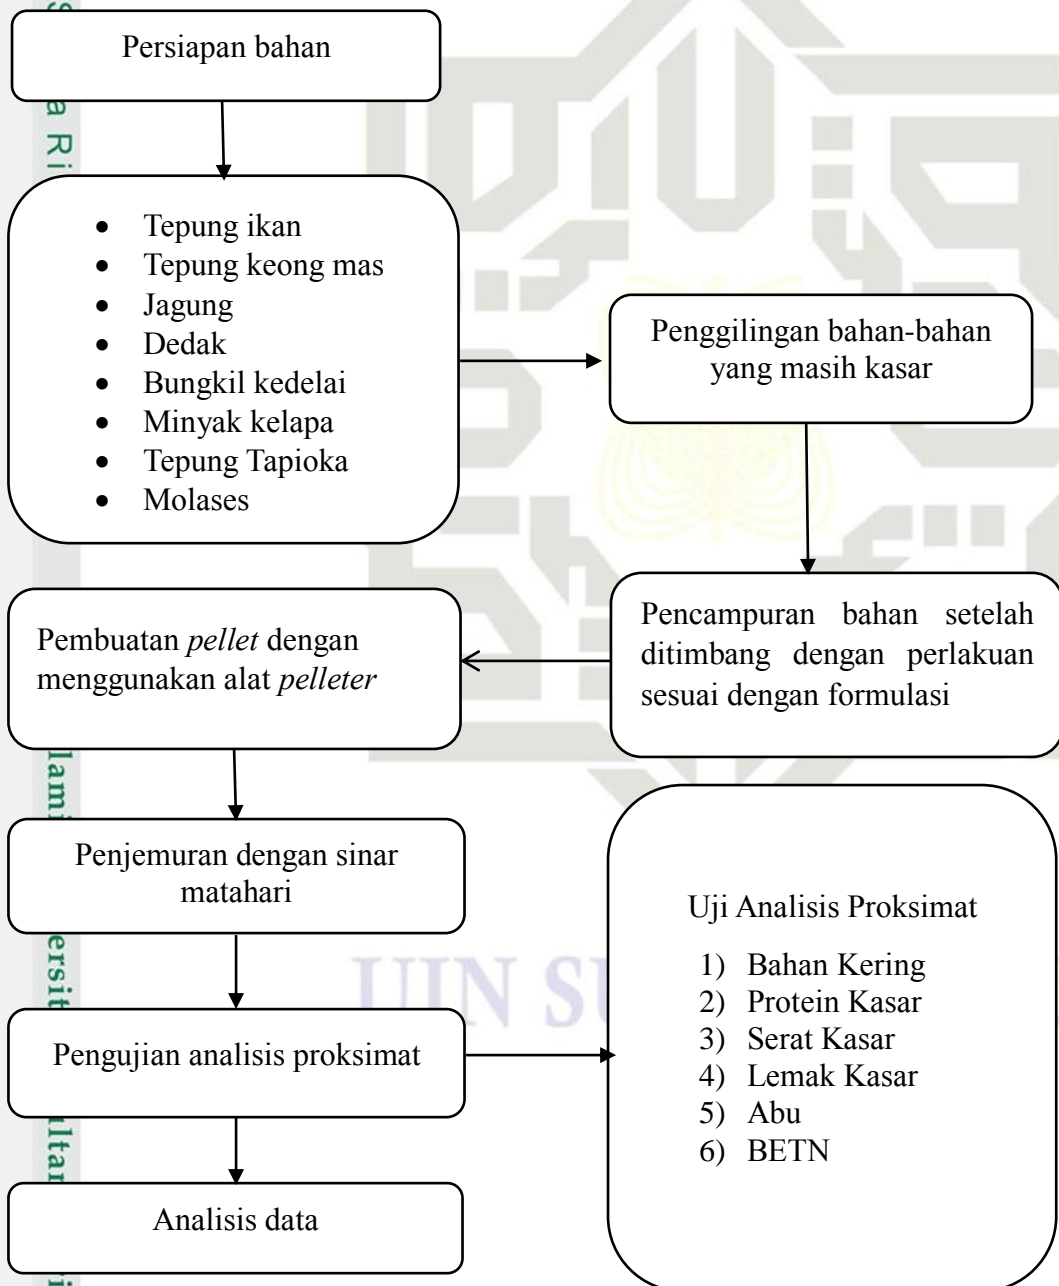 Persiapan bahan
• Tepung ikan
• Tepung keong mas
• Jagung
• Dedak
• Bungkil kedelai
• Minyak kelapa
• Tepung Tapioka
• Molases
Penggilingan bahan-bahan
yang masih kasar
Pencampuran bahan setelah
ditimbang dengan perlakuan
sesuai dengan formulasi
Pembuatan pellet dengan
menggunakan alat pelleter
Penjemuran dengan sinar
matahari
Pengujian analisis proksimat
Uji Analisis Proksimat
1) Bahan Kering
2) Protein Kasar
3) Serat Kasar
4) Lemak Kasar
5) Abu
6) BETN
Analisis data
UIN SU